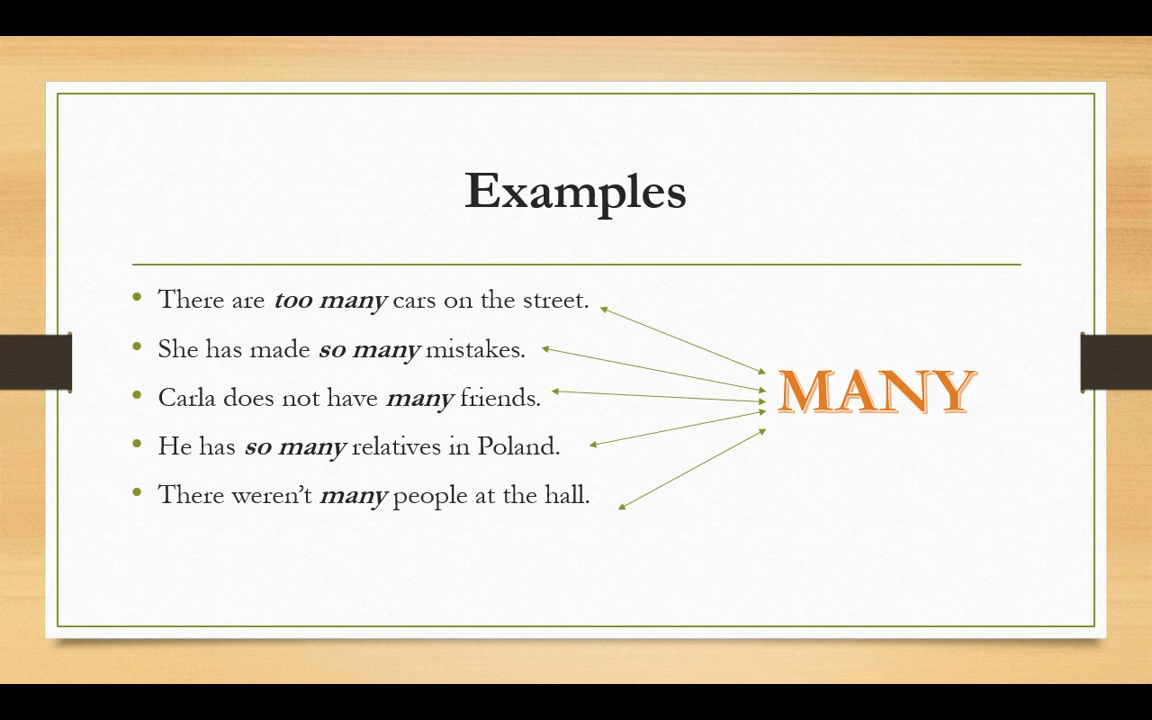 Examples
• There are too many cars on the street.
• She has made so many mistakes.
• Carla does not have many friends.
• He has so many relatives in Poland.
• There weren’t many people at the hall.
MANY